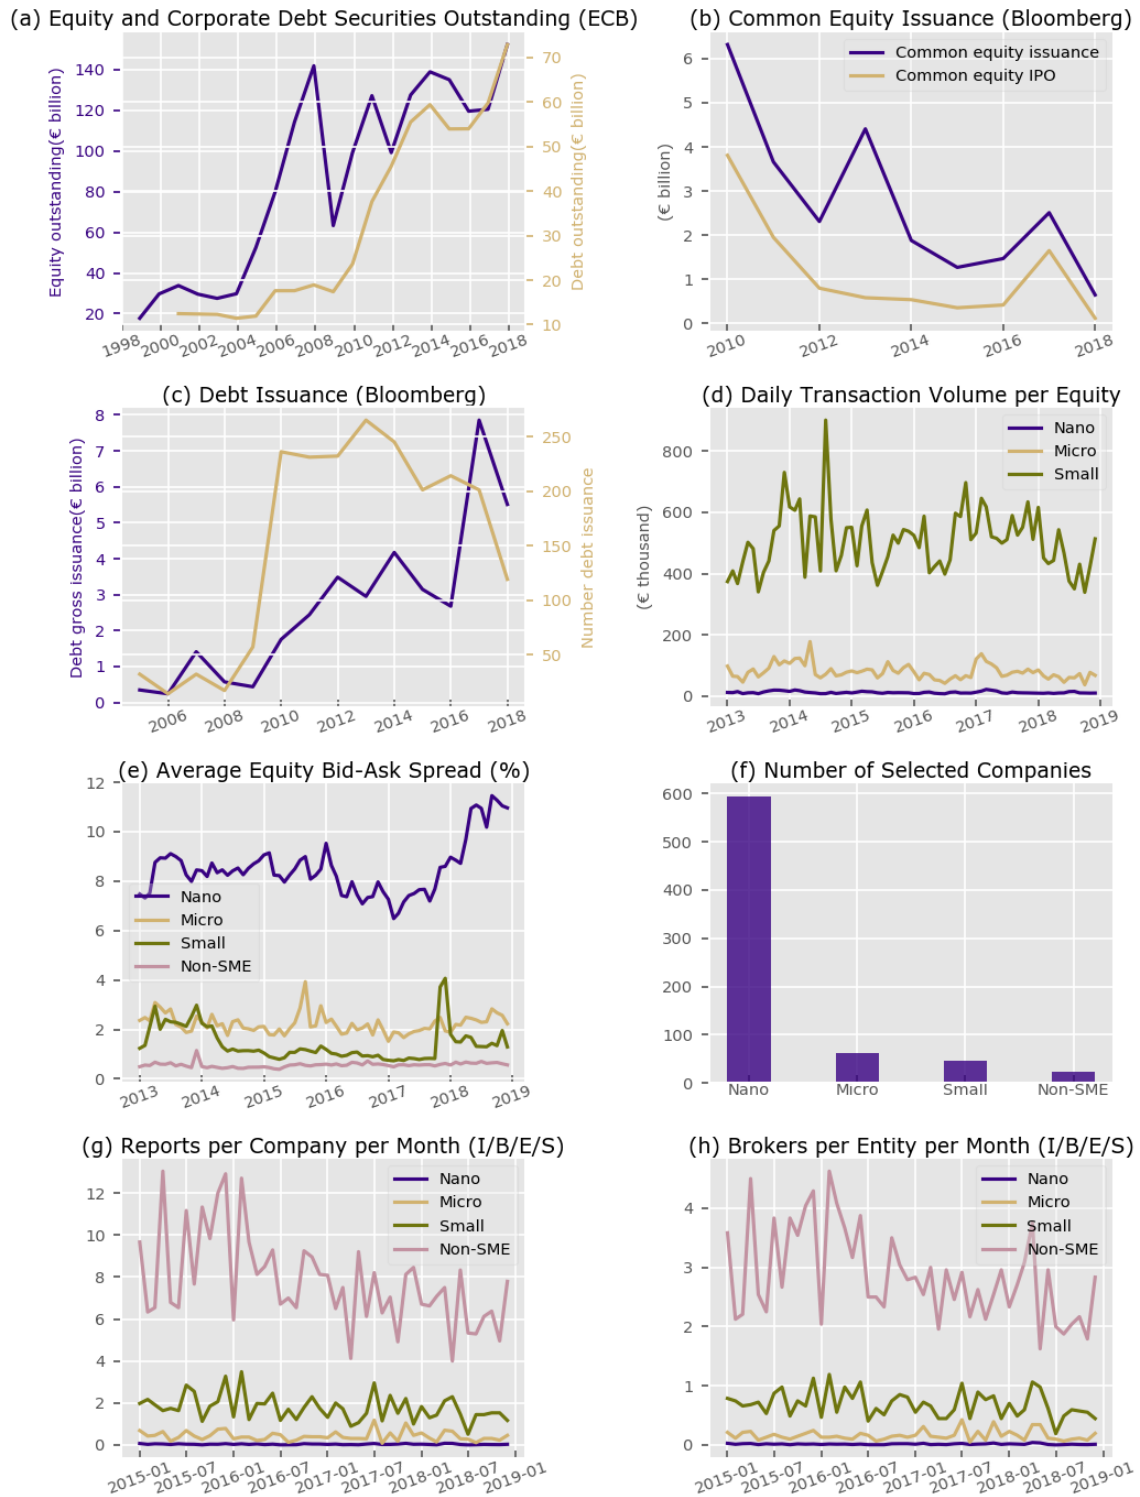 (a) Equity and Corporate Debt Securities Outstanding (ECB)
Equity outstanding(€ billion)
140
120
100
80
60
40
20
70
60
50
40
30
20
10
Debt outstanding(€ billion)
1998 2000 2002 2004 2006 2008 2010 2012 2014 2016 2018
(b) Common Equity Issuance (Bloomberg)
Common equity issuance
Common equity IPO
(€ billion)
6
5
4
3
2
1
0
2010 2012 2014 2016 2018
(c) Debt Issuance (Bloomberg)
Debt gross issuance(€ billion)
8
7
6
5
4
3
2
1
0
250
200
150
100
50
Number debt issuance
2006 2008 2010 2012 2014 2016 2018
(d) Daily Transaction Volume per Equity
Nano
Micro
Small
(€ thousand)
800
600
400
200
0
2013 2014 2015 2016 2017 2018 2019
(e) Average Equity Bid-Ask Spread (%)
12
10
8
6
4
2
0
Nano
Micro
Small
Non-SME
2013 2014 2015 2016 2017 2018 2019
(f) Number of Selected Companies
600
500
400
300
200
100
0
Nano Micro Small Non-SME
(g) Reports per Company per Month (I/B/E/S)
Nano
Micro
Small
Non-SME
12
10
8
6
4
2
0
2015-01 2015-07 2016-01 2016-07 2017-01 2017-07 2018-01 2018-07 2019-01
(h) Brokers per Entity per Month (I/B/E/S)
Nano
Micro
Small
Non-SME
4
3
2
1
0
2015-01 2015-07 2016-01 2016-07 2017-01 2017-07 2018-01 2018-07 2019-01